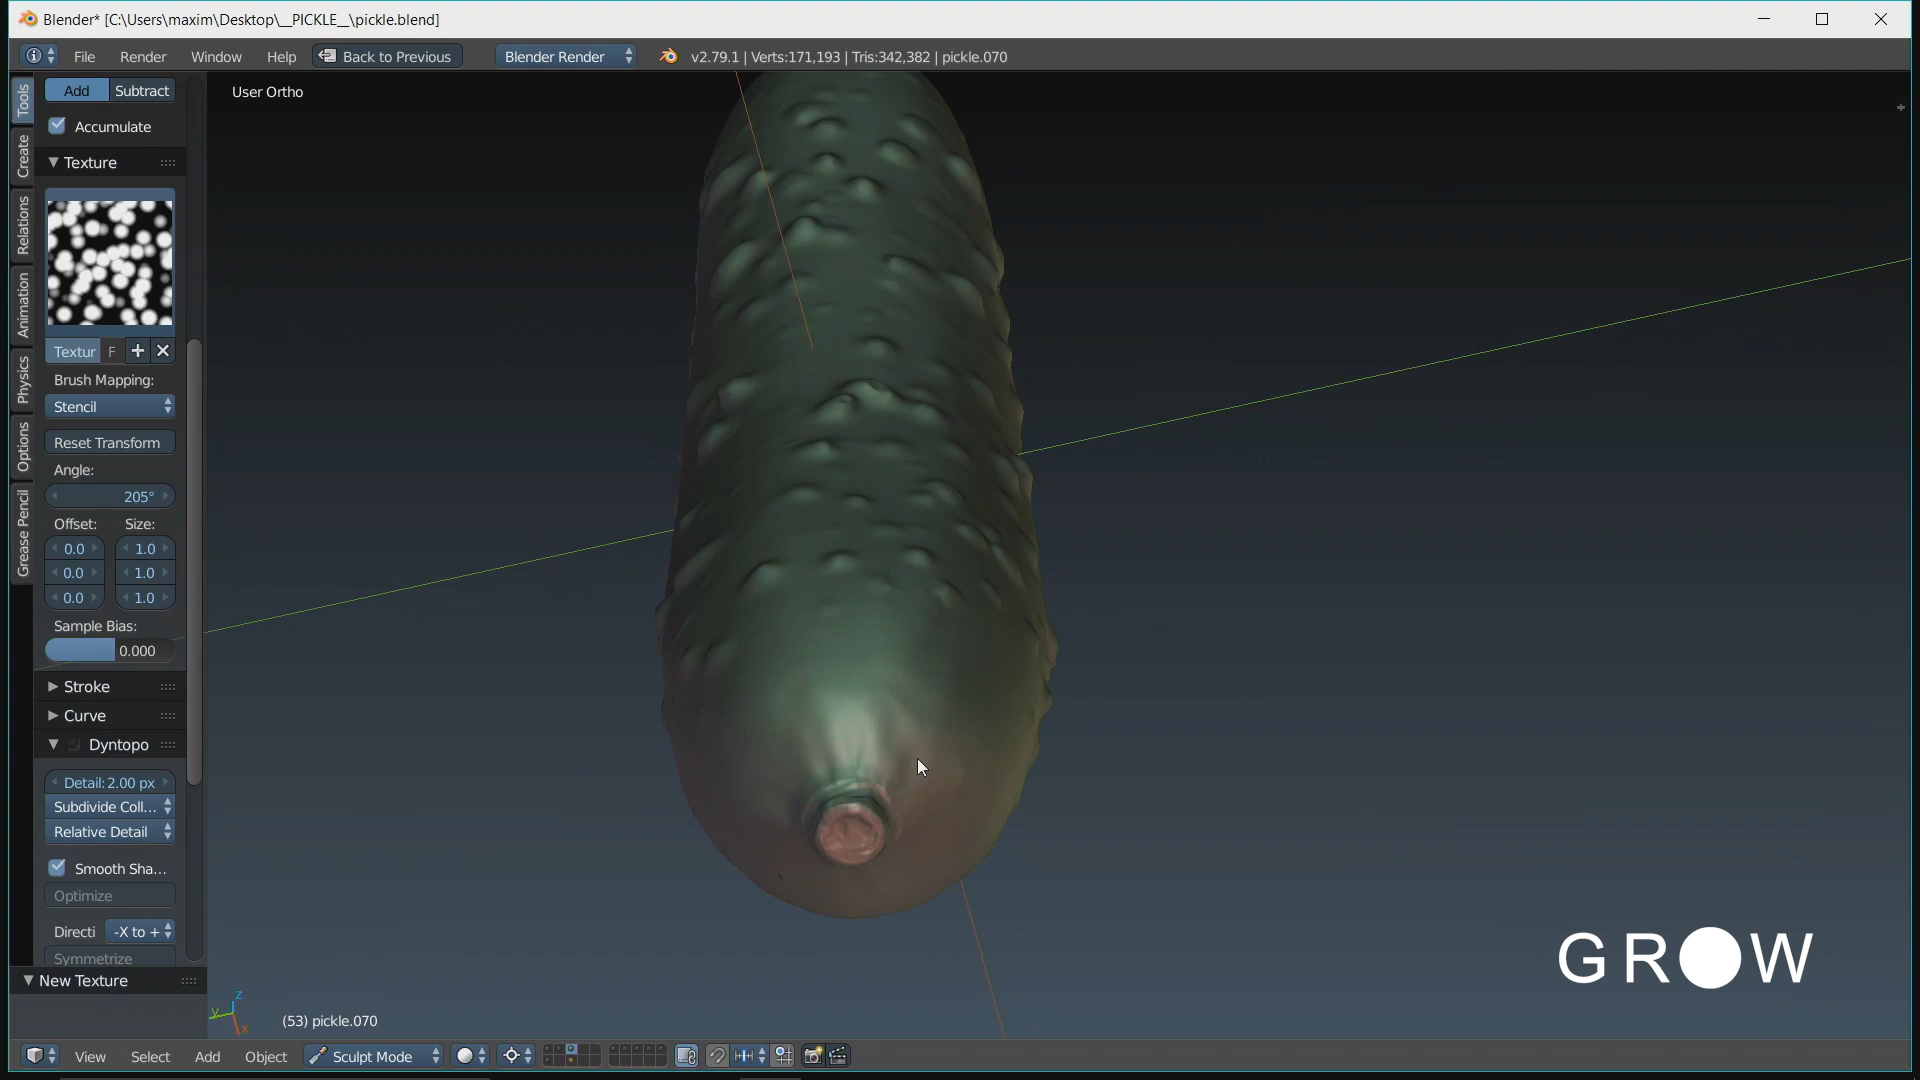 Blender* [C:\Users\maxim\Desktop\__PICKLE__\pickle.blend]
File Render Window Help Back to Previous Blender Render v2.79.1 | Verts:171,193 | Tris:342,382 | pickle.070
Tools
Create
Relations
Animation
Physics
Options
Grease Pencil
Add Subtract
Accumulate
Texture
Textur F
Brush Mapping:
Stencil
Reset Transform
Angle:
205°
Offset: Size:
0.0 1.0
0.0 1.0
0.0 1.0
Sample Bias:
0.000
Stroke
Curve
Dyntopo
Detail:2.00 px
Subdivide Coll...
Relative Detail
Smooth Sha...
Optimize
Directi -X to +
Symmetrize
New Texture
User Ortho
GROW
z
y
x
(53) pickle.070
View Select Add Object Sculpt Mode